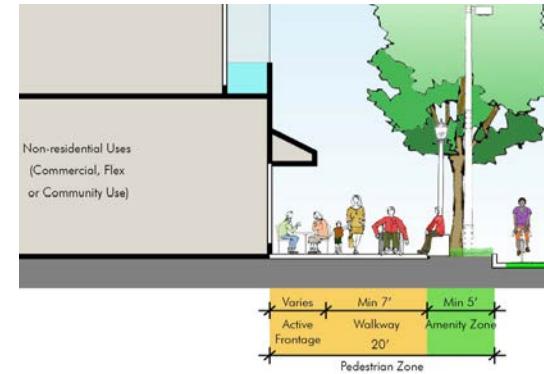 Non-residential Uses
(Commercial, Flex
or Community Use)
Varies
Min 7'
Min 5'
Active
Frontage
Walkway
Amenity Zone
20'
Pedestrian Zone